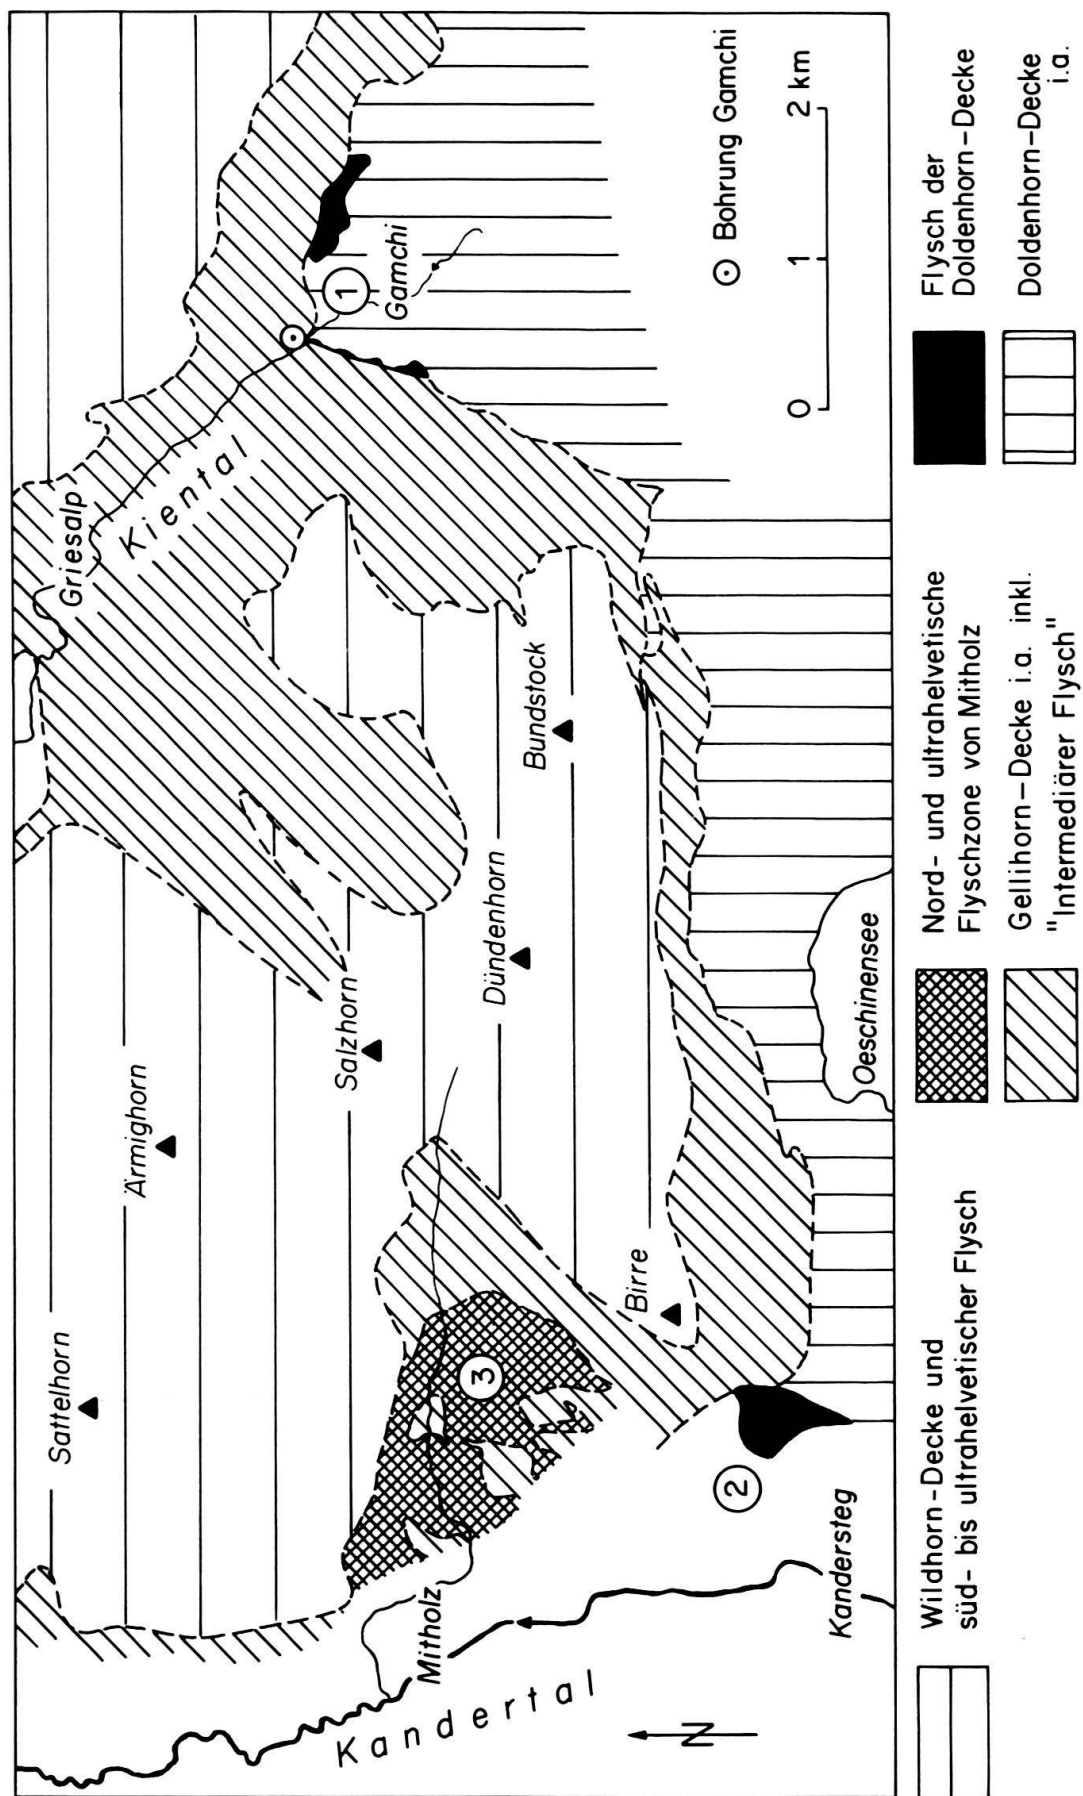 Griesalp
Kiental
Gamchi
1
Sattelhorn
Ärmighorn
Salzhorn
Dündenhorn
Bundstock
Birre
3
2
Mitholz
Kandertal
Kandersteg
Oeschinensee
N
Bohrung Gamchi
0 1 2 km
Wildhorn-Decke und
süd- bis ultrahelvetischer Flysch
Nord- und ultrahelvetische
Flyschzone von Mitholz
Gellihorn-Decke i.a. inkl.
"Intermediärer Flysch"
Flysch der
Doldenhorn-Decke
Doldenhorn-Decke
i.a.